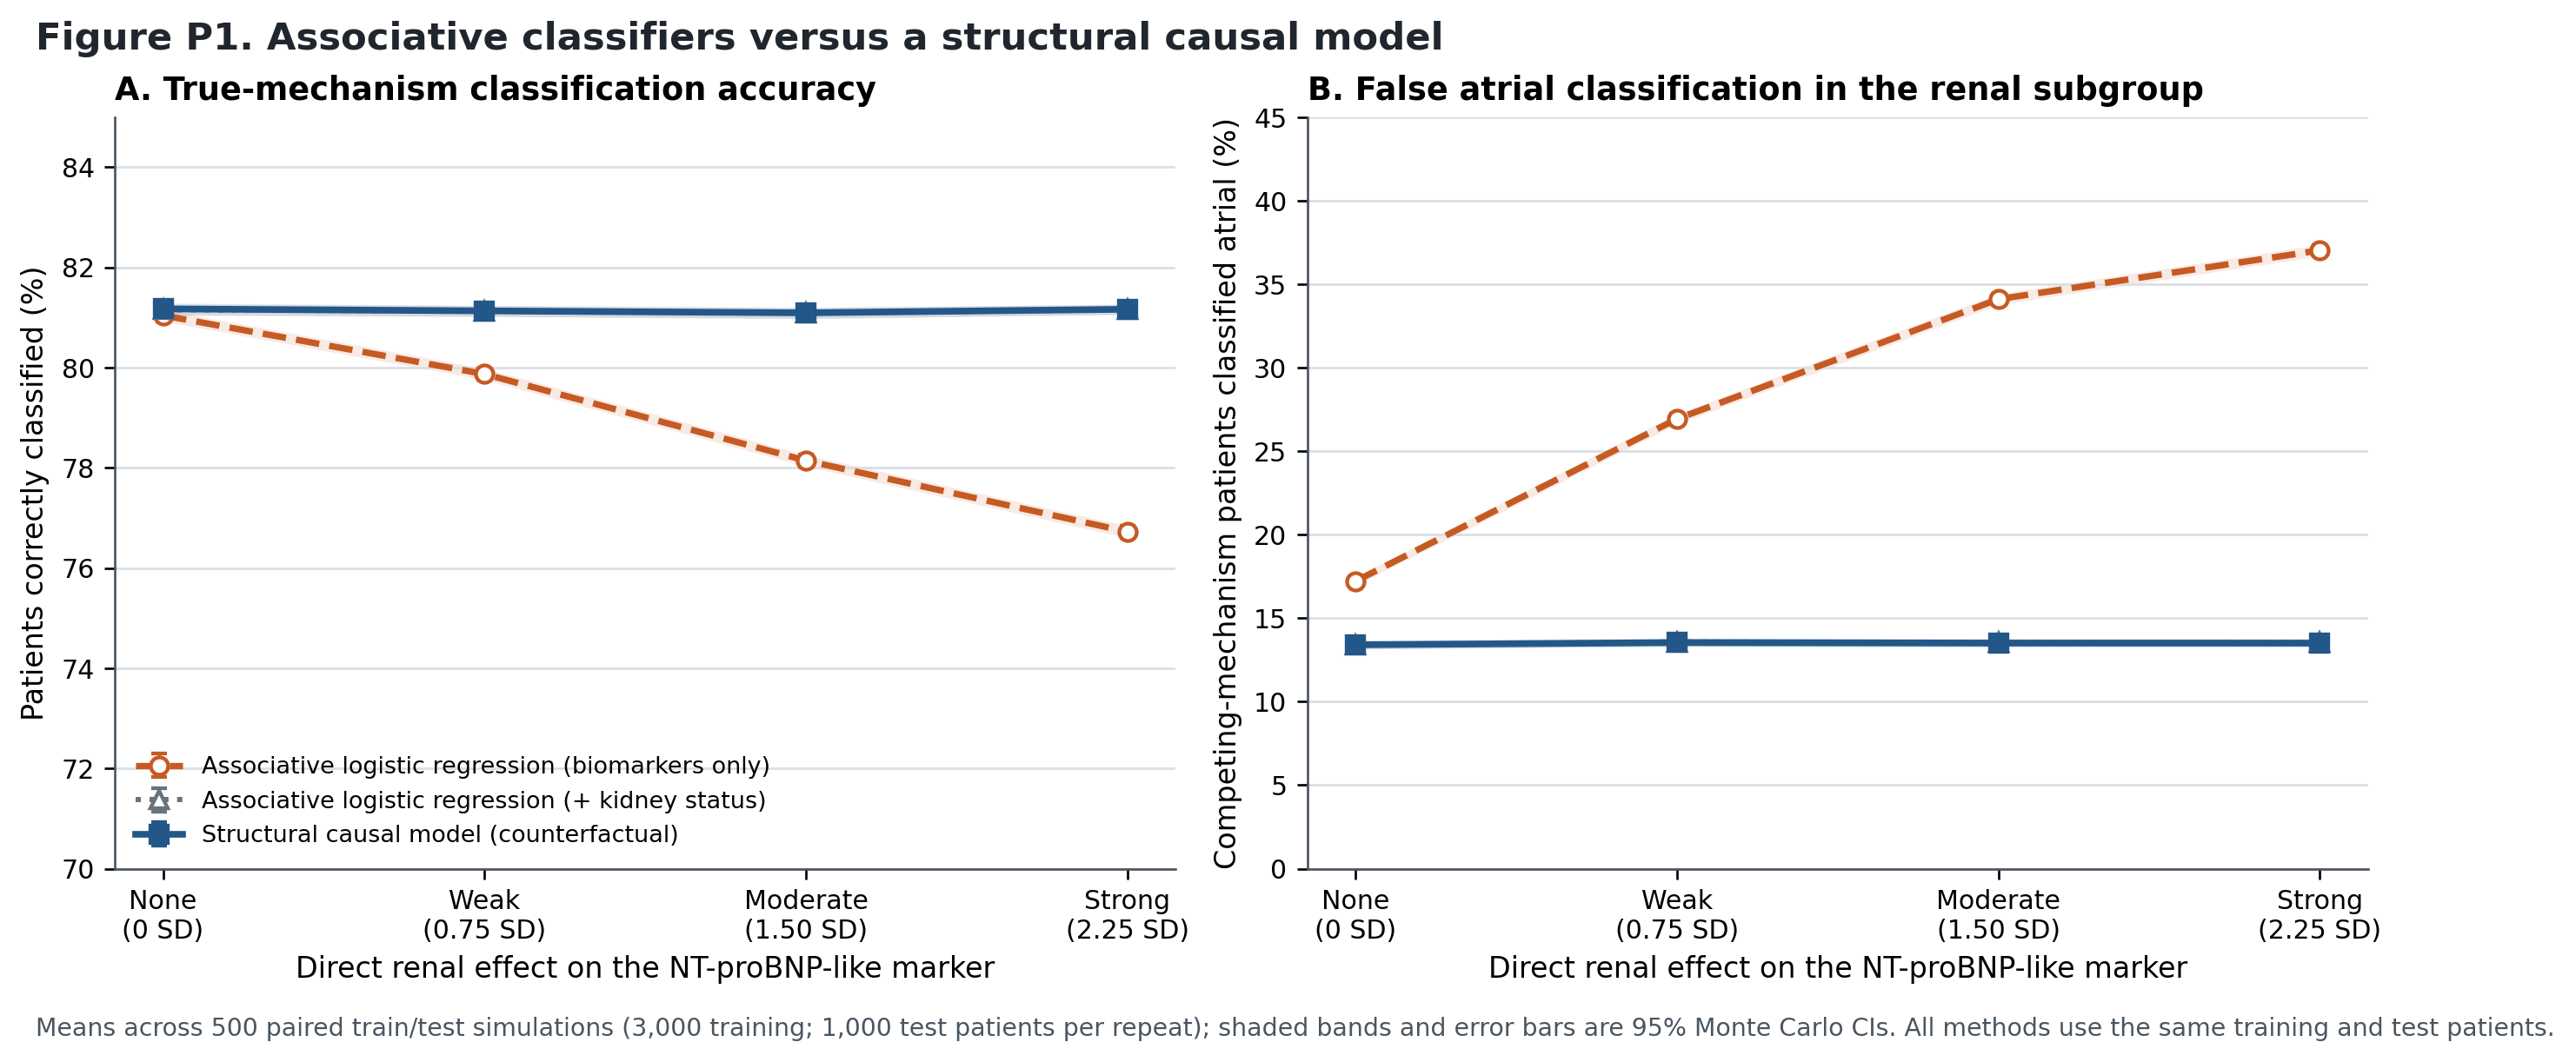 Figure P1. Associative classifiers versus a structural causal model
A. True-mechanism classification accuracy
Patients correctly classified (%)
84
82
80
78
76
74
72
70
Associative logistic regression (biomarkers only)
Associative logistic regression (+ kidney status)
Structural causal model (counterfactual)
None
(0 SD)
Weak
(0.75 SD)
Moderate
(1.50 SD)
Strong
(2.25 SD)
Direct renal effect on the NT-proBNP-like marker
B. False atrial classification in the renal subgroup
Competing-mechanism patients classified atrial (%)
45
40
35
30
25
20
15
10
5
0
None
(0 SD)
Weak
(0.75 SD)
Moderate
(1.50 SD)
Strong
(2.25 SD)
Direct renal effect on the NT-proBNP-like marker
Means across 500 paired train/test simulations (3,000 training; 1,000 test patients per repeat); shaded bands and error bars are 95% Monte Carlo CIs. All methods use the same training and test patients.